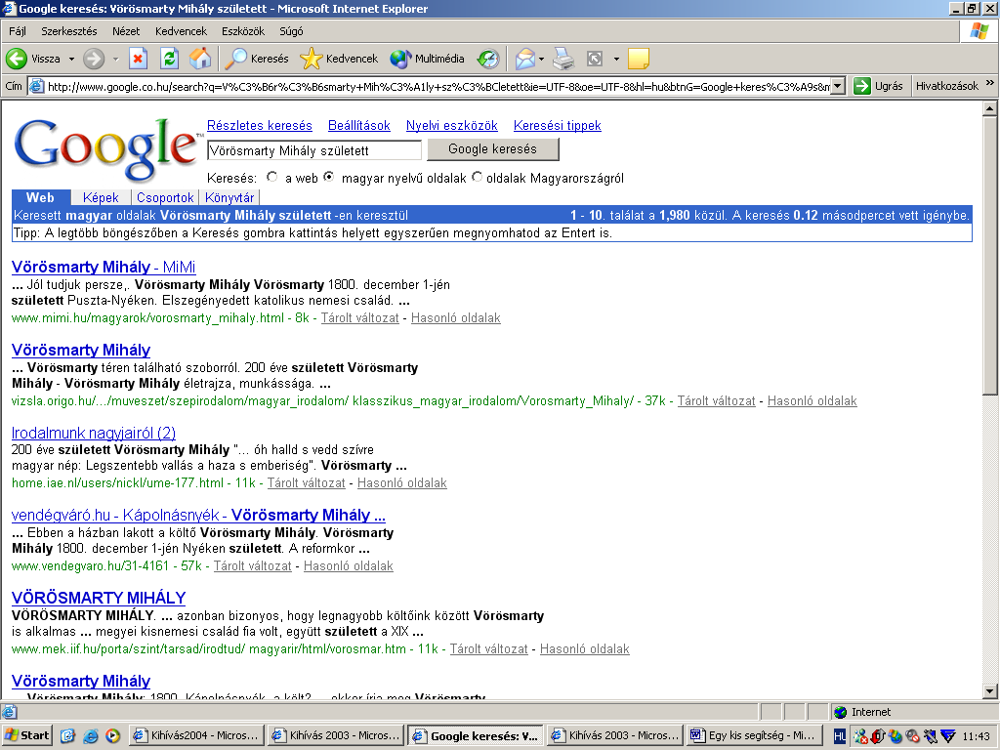 Google keresés: Vörösmarty Mihály született - Microsoft Internet Explorer
Fájl Szerkesztés Nézet Kedvencek Eszközök Súgó
Vissza Keresés Kedvencek Multimédia
Cím http://www.google.co.hu/search?q=V%C3%B6r%C3%B6smarty+Mih%C3%A1ly+sz%C3%BCletett&ie=UTF-8&oe=UTF-8&hl=hu&btnG=Google+keres%C3%A9s&m Ugrás Hivatkozások »
Google™
Részletes keresés Beállítások Nyelvi eszközök Keresési tippek
Vörösmarty Mihály született Google keresés
Keresés: a web magyar nyelvű oldalak oldalak Magyarországról
Web Képek Csoportok Könyvtár
Keresett magyar oldalak Vörösmarty Mihály született -en keresztül 1 - 10. találat a 1,980 közül. A keresés 0.12 másodpercet vett igénybe.
Tipp: A legtöbb böngészőben a Keresés gombra kattintás helyett egyszerűen megnyomhatod az Entert is.
Vörösmarty Mihály - MiMi
... Jól tudjuk persze,. Vörösmarty Mihály Vörösmarty 1800. december 1-jén
született Puszta-Nyéken. Elszegényedett katolikus nemesi család. ...
www.mimi.hu/magyarok/vorosmarty_mihaly.html - 8k - Tárolt változat - Hasonló oldalak
Vörösmarty Mihály
... Vörösmarty téren található szoborról. 200 éve született Vörösmarty
Mihály - Vörösmarty Mihály életrajza, munkássága. ...
vizsla.origo.hu/.../muveszet/szepirodalom/magyar_irodalom/ klasszikus_magyar_irodalom/Vorosmarty_Mihaly/ - 37k - Tárolt változat - Hasonló oldalak
Irodalmunk nagyjairól (2)
200 éve született Vörösmarty Mihály "... óh halld s vedd szívre
magyar nép: Legszentebb vallás a haza s emberiség". Vörösmarty ...
home.iae.nl/users/nickl/ume-177.html - 11k - Tárolt változat - Hasonló oldalak
vendégváró.hu - Kápolnásnyék - Vörösmarty Mihály ...
... Ebben a házban lakott a költő Vörösmarty Mihály. Vörösmarty
Mihály 1800. december 1-jén Nyéken született. A reformkor ...
www.vendegvaro.hu/31-4161 - 57k - Tárolt változat - Hasonló oldalak
VÖRÖSMARTY MIHÁLY
VÖRÖSMARTY MIHÁLY. ... azonban bizonyos, hogy legnagyobb költőink között Vörösmarty
is alkalmas ... megyei kisnemesi család fia volt, együtt született a XIX ...
www.mek.iif.hu/porta/szint/tarsad/irodtud/ magyarir/html/vorosmar.htm - 11k - Tárolt változat - Hasonló oldalak
Vörösmarty Mihály
... Vörösmarty Mihály: 1800, Kápolnásnyék, a költ? ... okkor írja meg Vörösmarty
Internet
Start Kihívás2004 - Micros... Kihívás 2003 - Micros... Google keresés: V... Kihívás 2003 - Micros... Egy kis segítség - Mi... HU 11:43